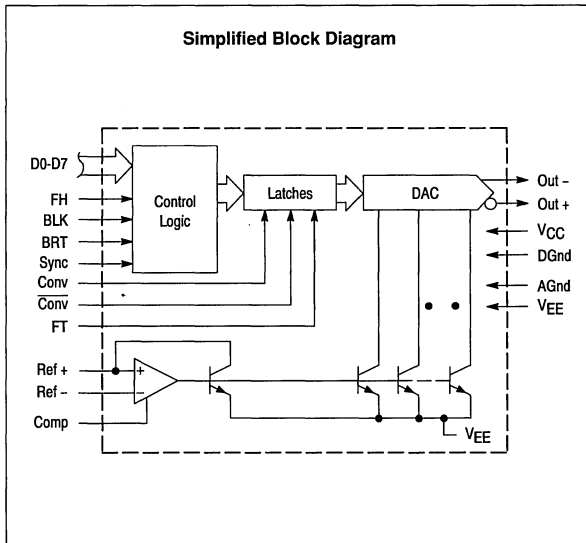 Simplified Block Diagram
D0-D7
FH
BLK
BRT
Sync
Conv
C̅o̅n̅v̅
FT
Ref +
Ref –
Comp
Control
Logic
Latches
DAC
+
–
Out –
Out +
VCC
DGnd
AGnd
VEE
VEE